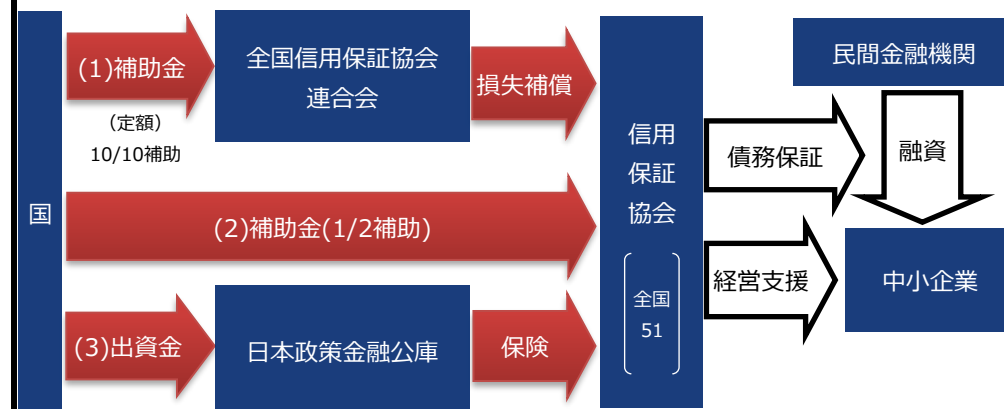 国
(1)補助金
(定額)
10/10補助
全国信用保証協会
連合会
損失補償
(2)補助金(1/2補助)
(3)出資金
日本政策金融公庫
保険
信用
保証
協会
全国
51
債務保証
経営支援
民間金融機関
融資
中小企業